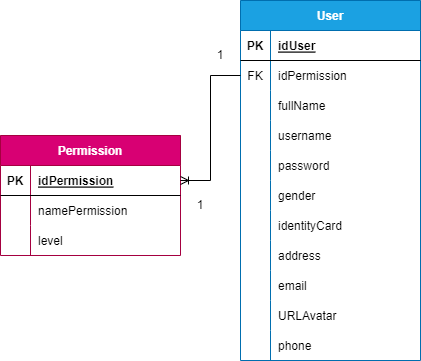 User
PK idUser
FK idPermission
fullName
username
password
gender
identityCard
address
email
URLAvatar
phone
1
Permission
PK idPermission
namePermission
level
1